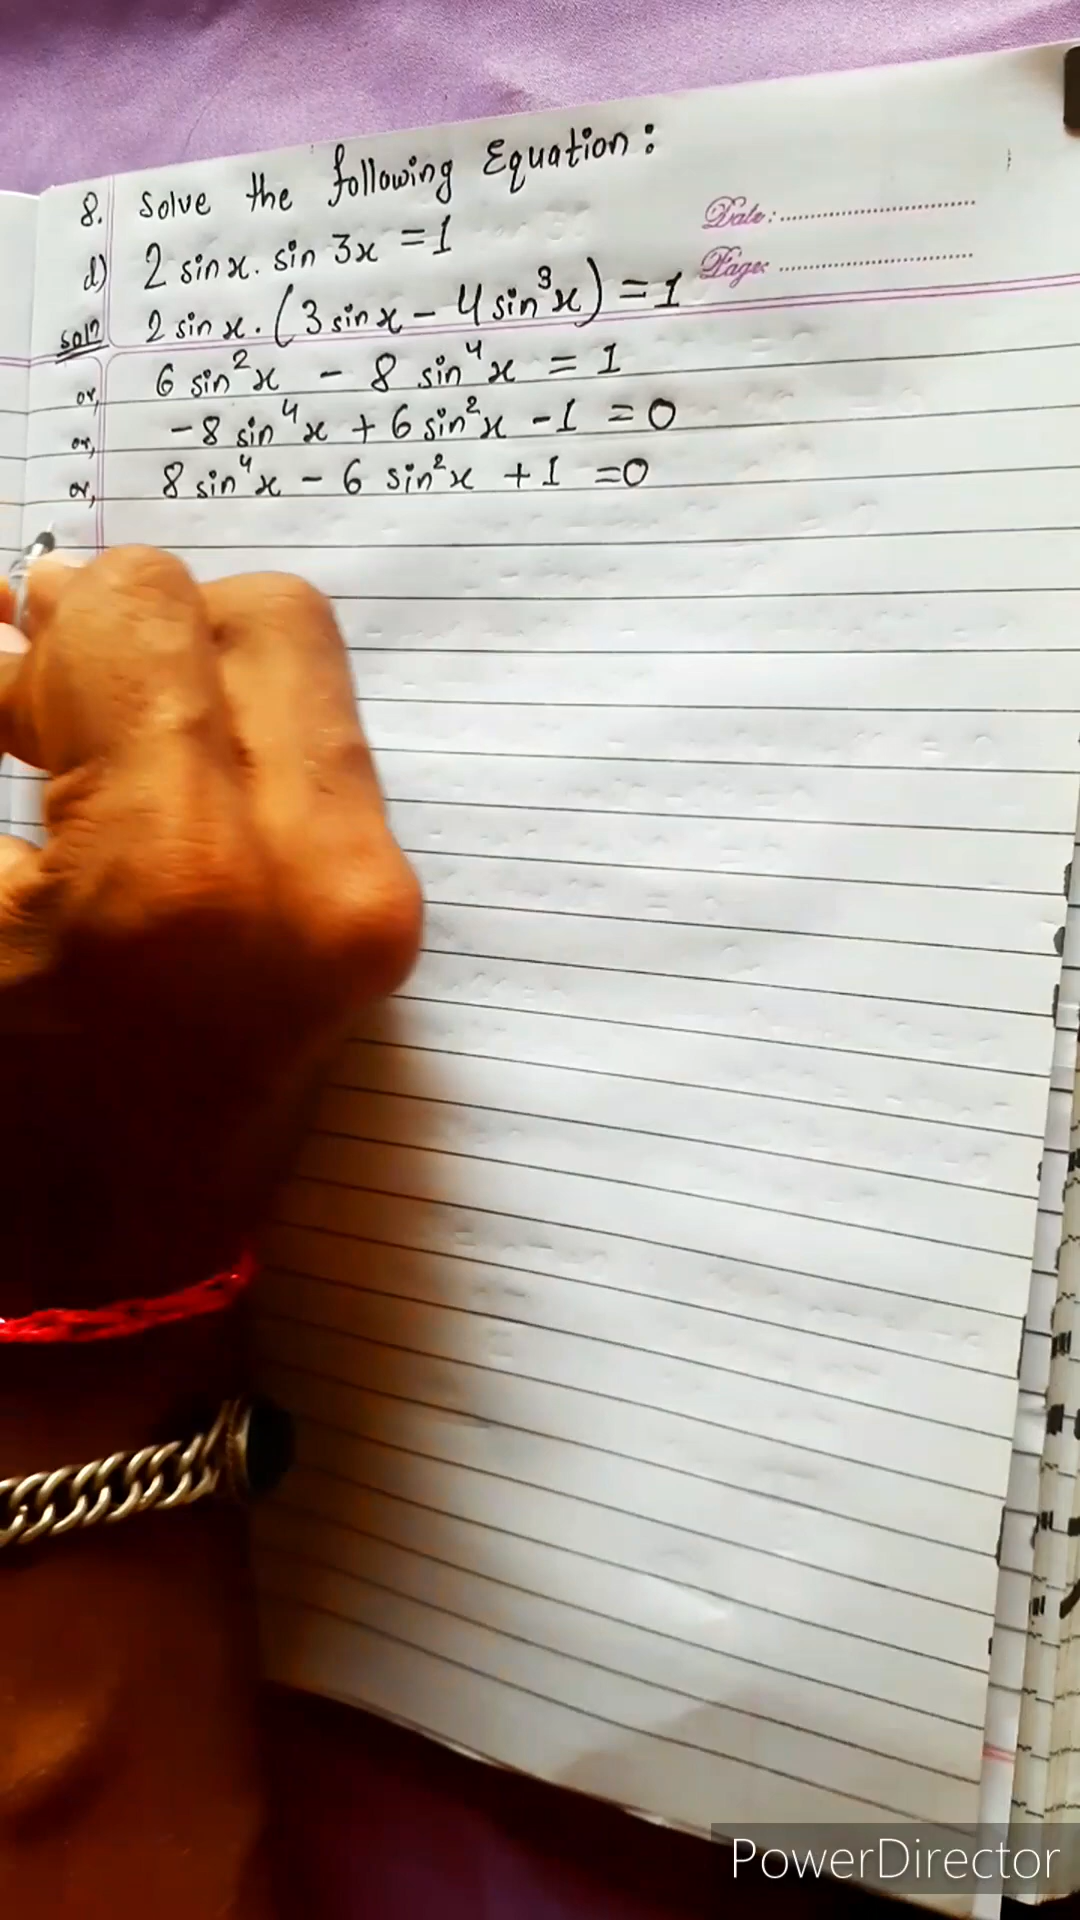 8. Solve the following Equation:
d) 2 sin x. sin 3x = 1
Date:
Page:
solⁿ 2 sin x. (3 sin x - 4 sin³x) = 1
or, 6 sin²x - 8 sin⁴x = 1
or, -8 sin⁴x + 6 sin²x - 1 = 0
or, 8 sin⁴x - 6 sin²x + 1 = 0
PowerDirector